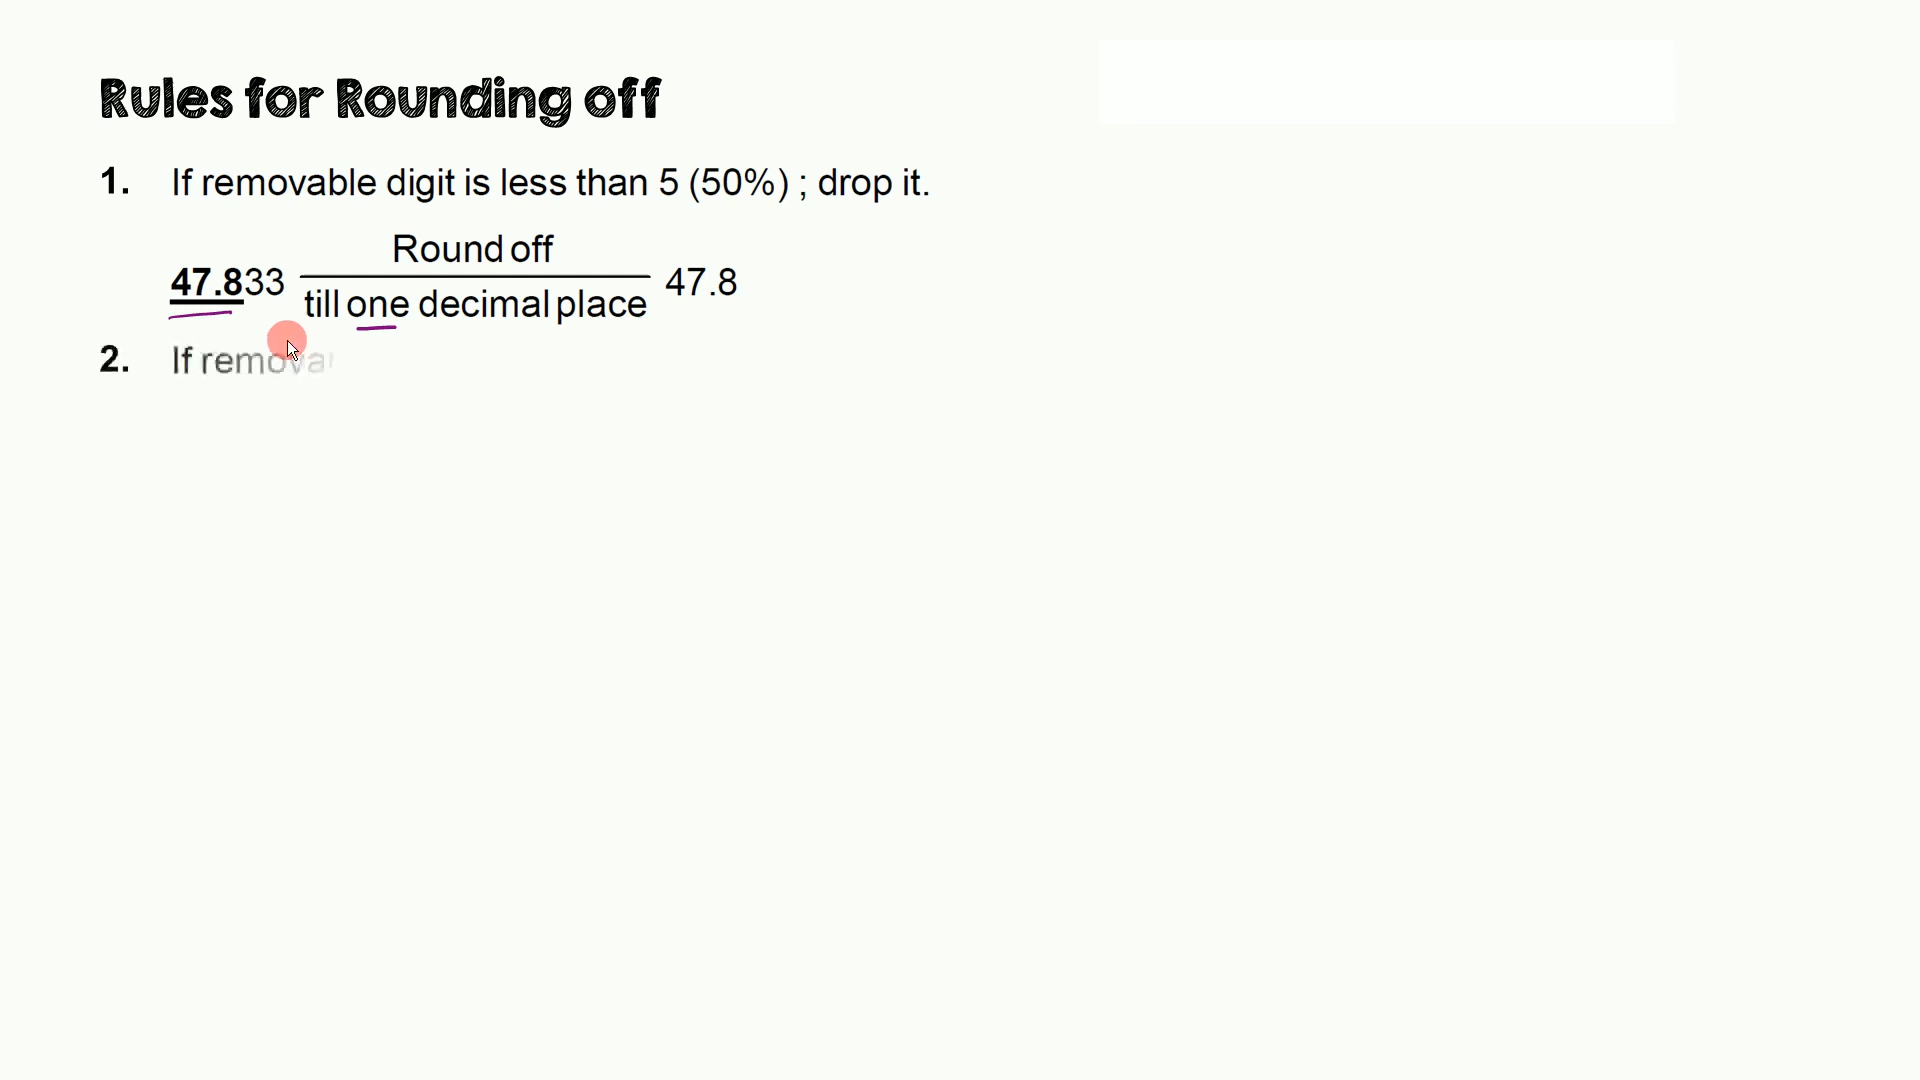 Rules for Rounding off
1. If removable digit is less than 5 (50%) ; drop it.
Round off
47.833 47.8
till one decimal place
2. If